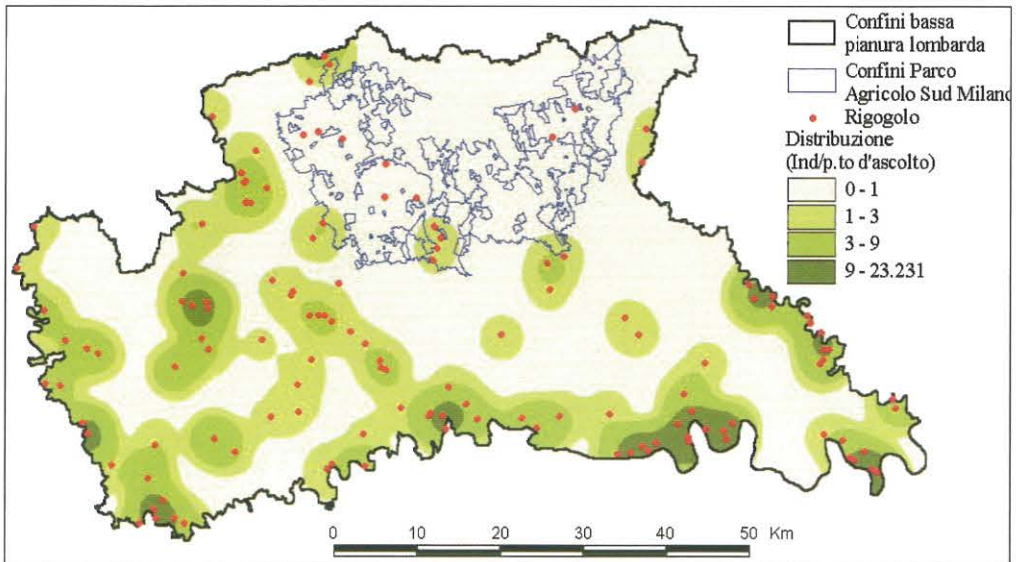 Confini bassa
pianura lombarda
Confini Parco
Agricolo Sud Milano
Rigogolo
Distribuzione
(Ind/p.to d'ascolto)
0 - 1
1 - 3
3 - 9
9 - 23.231
0 10 20 30 40 50 Km